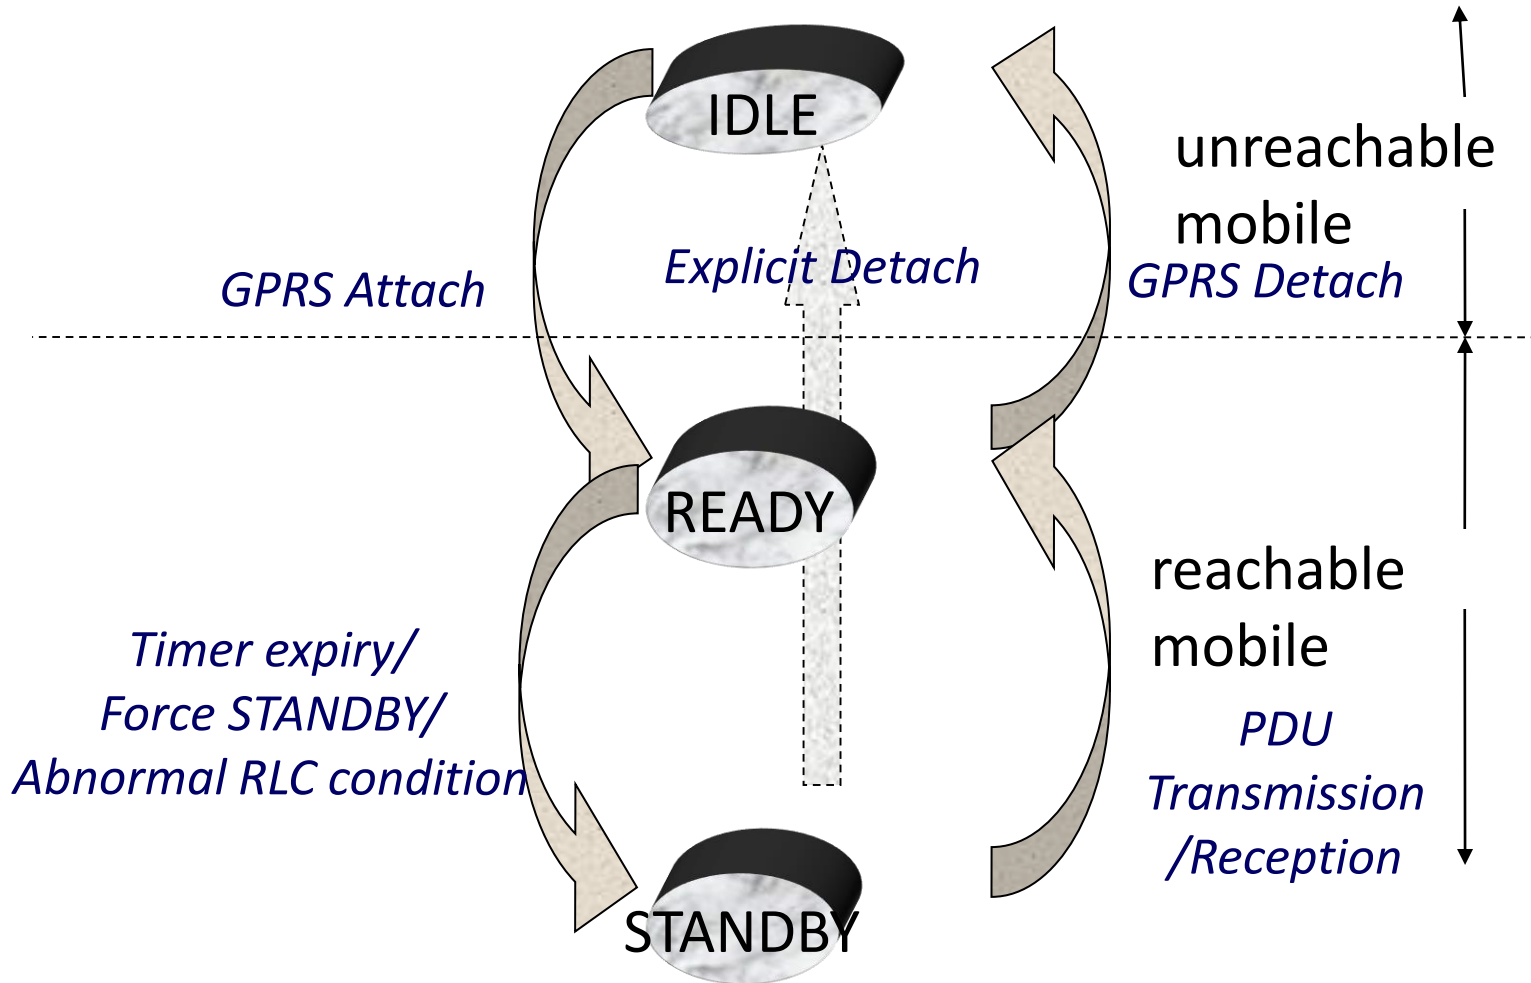 IDLE
unreachable
mobile
GPRS Attach
Explicit Detach
GPRS Detach
READY
reachable
mobile
Timer expiry/
Force STANDBY/
Abnormal RLC condition
PDU
Transmission
/Reception
STANDBY